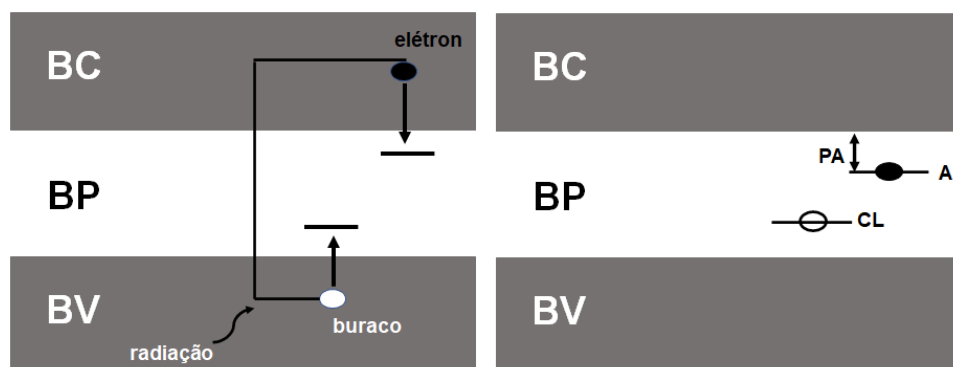 elétron
BC
BP
BV
buraco
radiação
BC
PA
A
BP
CL
BV